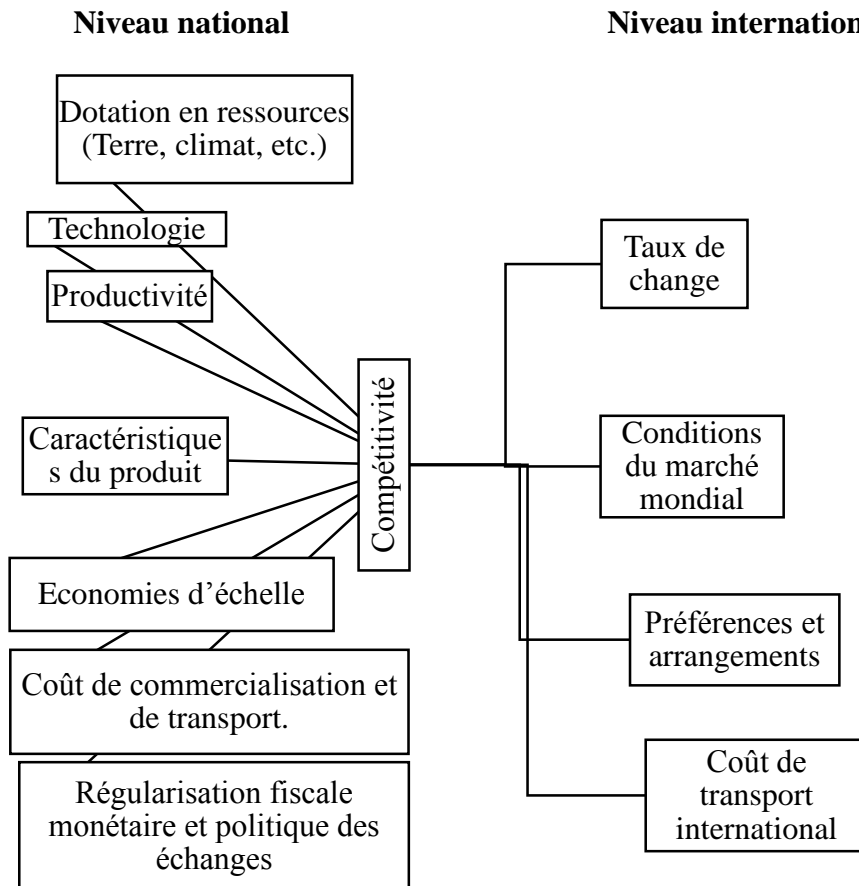 Niveau national
Niveau internation
Dotation en ressources
(Terre, climat, etc.)
Technologie
Productivité
Caractéristique
s du produit
Economies d’échelle
Coût de commercialisation et
de transport.
Régularisation fiscale
monétaire et politique des
échanges
Compétitivité
Taux de
change
Conditions
du marché
mondial
Préférences et
arrangements
Coût de
transport
international